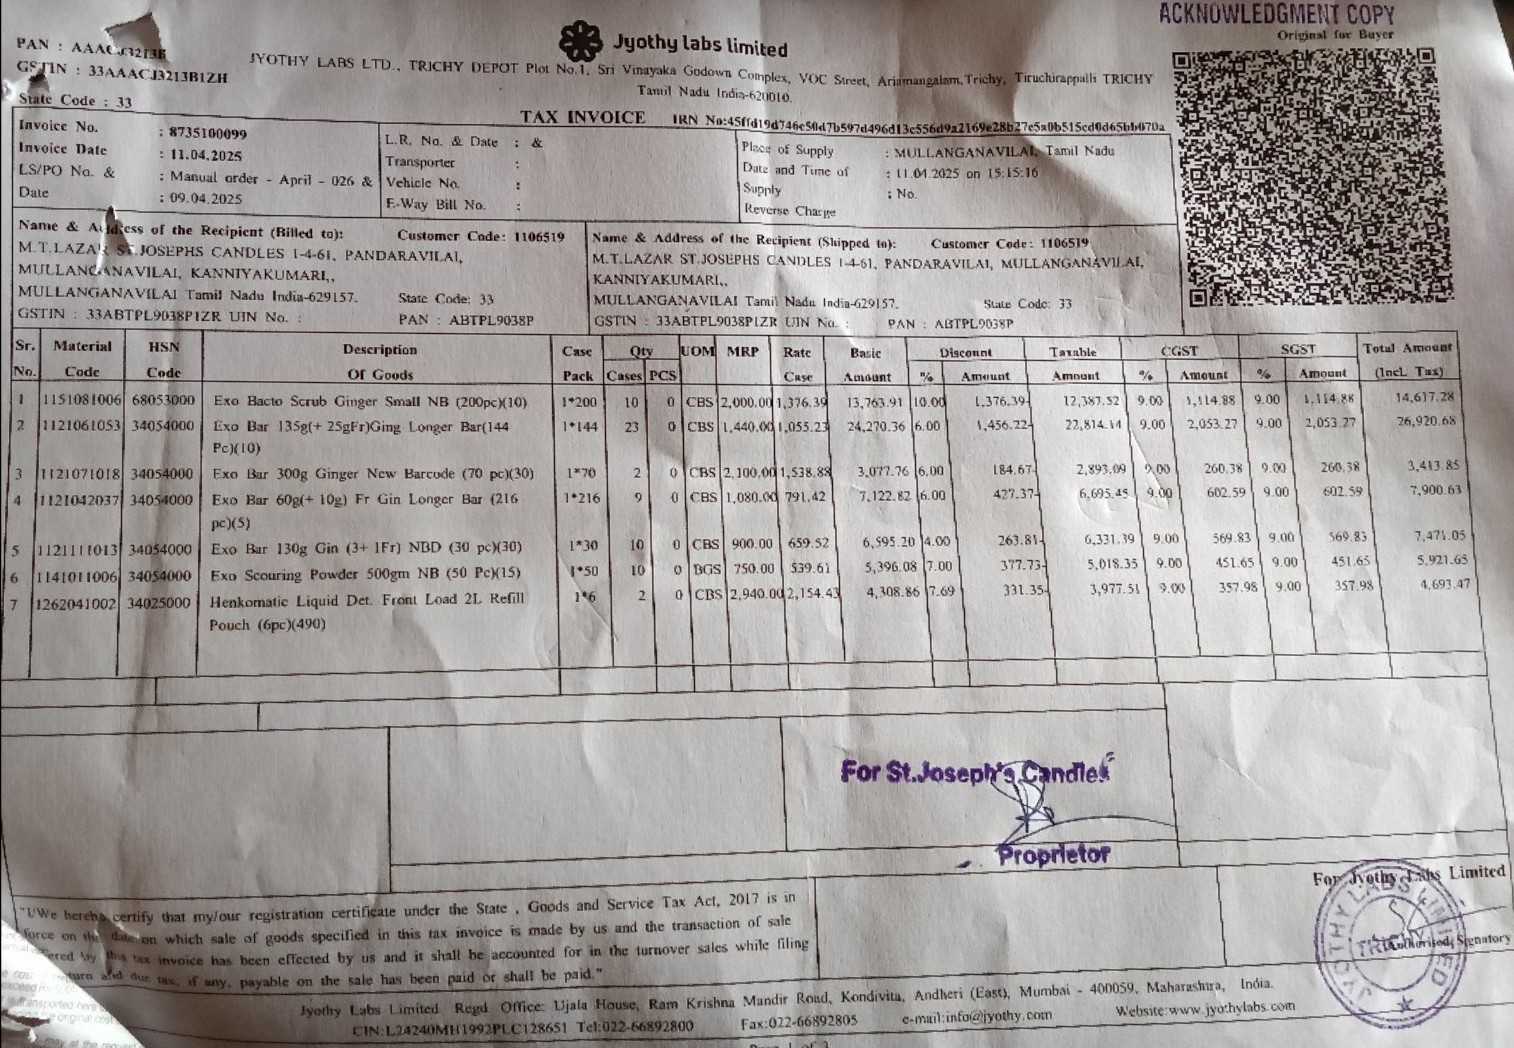 ACKNOWLEDGMENT COPY
Original for Buyer
Jyothy labs limited
PAN : AAACJ3213B
GSTIN : 33AAACJ3213B1ZH
State Code : 33
JYOTHY LABS LTD., TRICHY DEPOT Plot No.1, Sri Vinayaka Godown Complex, VOC Street, Ariamangalam,Trichy, Tiruchirappalli TRICHY
Tamil Nadu India-620010.
TAX INVOICE
IRN No:
Invoice No. : 8735100099
Invoice Date : 11.04.2025
LS/PO No. & : Manual order - April - 026 &
Date : 09.04.2025
L.R. No. & Date : &
Transporter :
Vehicle No. :
E-Way Bill No. :
Place of Supply : MULLANGANAVILAI, Tamil Nadu
Date and Time of : 11.04.2025 on 15:15:16
Supply : No.
Reverse Charge
Name & Address of the Recipient (Billed to): Customer Code: 1106519
M.T.LAZAR ST.JOSEPHS CANDLES 1-4-61, PANDARAVILAI,
MULLANGANAVILAI, KANNIYAKUMARI,,
MULLANGANAVILAI Tamil Nadu India-629157. State Code: 33
GSTIN : 33ABTPL9038P1ZR UIN No. : PAN : ABTPL9038P
Name & Address of the Recipient (Shipped to): Customer Code: 1106519
M.T.LAZAR ST.JOSEPHS CANDLES 1-4-61, PANDARAVILAI, MULLANGANAVILAI,
KANNIYAKUMARI,,
MULLANGANAVILAI Tamil Nadu India-629157. State Code: 33
GSTIN : 33ABTPL9038P1ZR UIN No. : PAN : ABTPL9038P
Sr. Material HSN Description Case Qty UOM MRP Rate Basic Discount Taxable CGST SGST Total Amount
No. Code Code Of Goods Pack Cases PCS Case Amount % Amount Amount % Amount % Amount (Incl. Tax)
1 1151081006 68053000 Exo Bacto Scrub Ginger Small NB (200pc)(10) 1*200 10 0 CBS 2,000.00 1,376.39 13,763.91 10.00 1,376.39- 12,387.52 9.00 1,114.88 9.00 1,114.88 14,617.28
2 1121061053 34054000 Exo Bar 135g(+ 25gFr)Ging Longer Bar(144 1*144 23 0 CBS 1,440.00 1,055.23 24,270.36 6.00 1,456.22- 22,814.14 9.00 2,053.27 9.00 2,053.27 26,920.68
Pc)(10)
3 1121071018 34054000 Exo Bar 300g Ginger New Barcode (70 pc)(30) 1*70 2 0 CBS 2,100.00 1,538.88 3,077.76 6.00 184.67- 2,893.09 9.00 260.38 9.00 260.38 3,413.85
4 1121042037 34054000 Exo Bar 60g(+ 10g) Fr Gin Longer Bar (216 1*216 9 0 CBS 1,080.00 791.42 7,122.82 6.00 427.37- 6,695.45 9.00 602.59 9.00 602.59 7,900.63
pc)(5)
5 1121111013 34054000 Exo Bar 130g Gin (3+ 1Fr) NBD (30 pc)(30) 1*30 10 0 CBS 900.00 659.52 6,595.20 4.00 263.81- 6,331.39 9.00 569.83 9.00 569.83 7,471.05
6 1141011006 34054000 Exo Scouring Powder 500gm NB (50 Pc)(15) 1*50 10 0 BGS 750.00 539.61 5,396.08 7.00 377.73- 5,018.35 9.00 451.65 9.00 451.65 5,921.65
7 1262041002 34025000 Henkomatic Liquid Det. Front Load 2L Refill 1*6 2 0 CBS 2,940.00 2,154.43 4,308.86 7.69 331.35- 3,977.51 9.00 357.98 9.00 357.98 4,693.47
Pouch (6pc)(490)
For St.Joseph's Candles
Proprietor
For Jyothy Labs Limited
JYOTHY LABS LIMITED
TRICHY
Authorised Signatory
"I/We hereby certify that my/our registration certificate under the State , Goods and Service Tax Act, 2017 is in
force on the date on which sale of goods specified in this tax invoice is made by us and the transaction of sale
covered by this tax invoice has been effected by us and it shall be accounted for in the turnover sales while filing
return and due tax, if any, payable on the sale has been paid or shall be paid."
Jyothy Labs Limited Regd Office: Ujala House, Ram Krishna Mandir Road, Kondivita, Andheri (East), Mumbai - 400059, Maharashtra, India.
CIN:L24240MH1992PLC128651 Tel:022-66892800 Fax:022-66892805 e-mail:info@jyothy.com Website:www.jyothylabs.com
Page 1 of 3